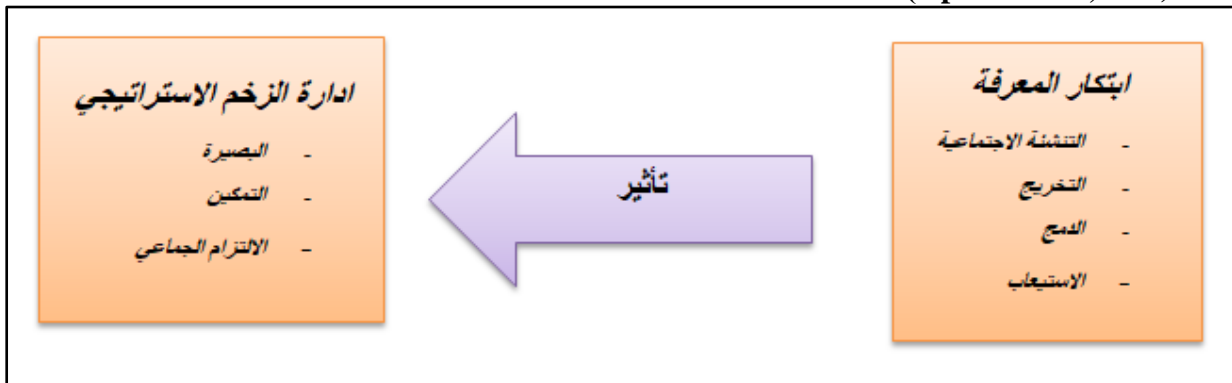 ابتكار المعرفة
- التنشئة الاجتماعية
- التخريج
- الدمج
- الاستيعاب
تأثير
ادارة الزخم الاستراتيجي
- البصيرة
- التمكين
- الالتزام الجماعي